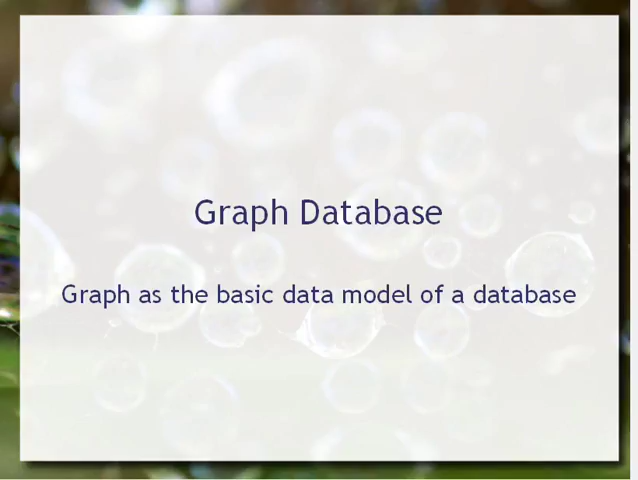 Graph Database
Graph as the basic data model of a database